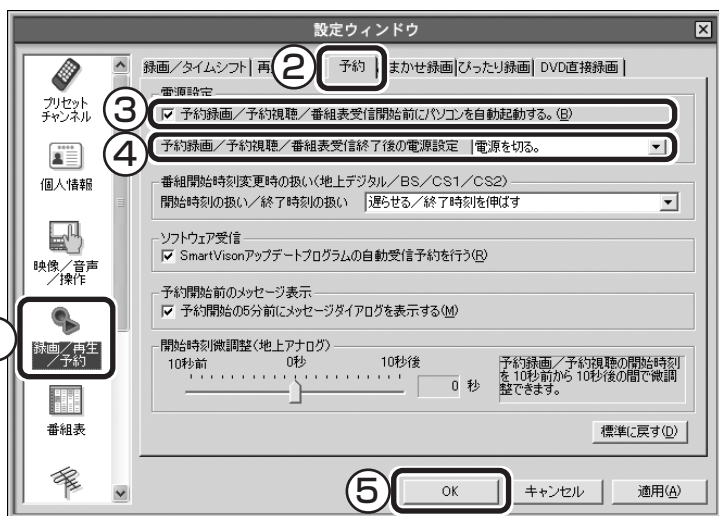 設定ウィンドウ
録画/タイムシフト 再 ② 予約 まかせ録画 ぴったり録画 DVD直接録画
プリセット
チャンネル
個人情報
映像/音声
/操作
録画/再生
/予約
番組表
電源設定
③ 予約録画/予約視聴/番組表受信開始前にパソコンを自動起動する。(B)
④ 予約録画/予約視聴/番組表受信終了後の電源設定 電源を切る。
番組開始時刻変更時の扱い(地上デジタル/BS/CS1/CS2)
開始時刻の扱い/終了時刻の扱い 遅らせる/終了時刻を伸ばす
ソフトウェア受信
SmartVisonアップデートプログラムの自動受信予約を行う(R)
予約開始前のメッセージ表示
予約開始の5分前にメッセージダイアログを表示する(M)
開始時刻微調整(地上アナログ)
10秒前 0秒 10秒後
0 秒
予約録画/予約視聴の開始時刻
を10秒前から10秒後の間で微調
整できます。
標準に戻す(D)
⑤ OK キャンセル 適用(A)